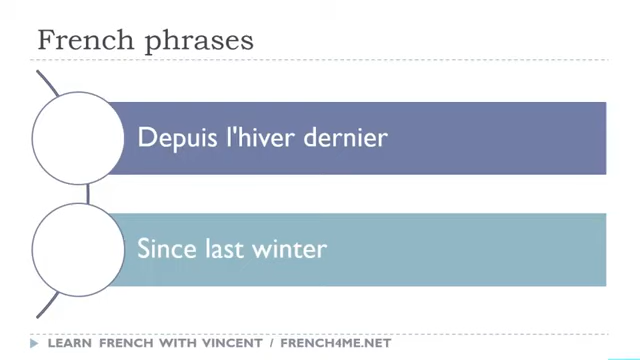 French phrases
Depuis l'hiver dernier
Since last winter
LEARN FRENCH WITH VINCENT / FRENCH4ME.NET